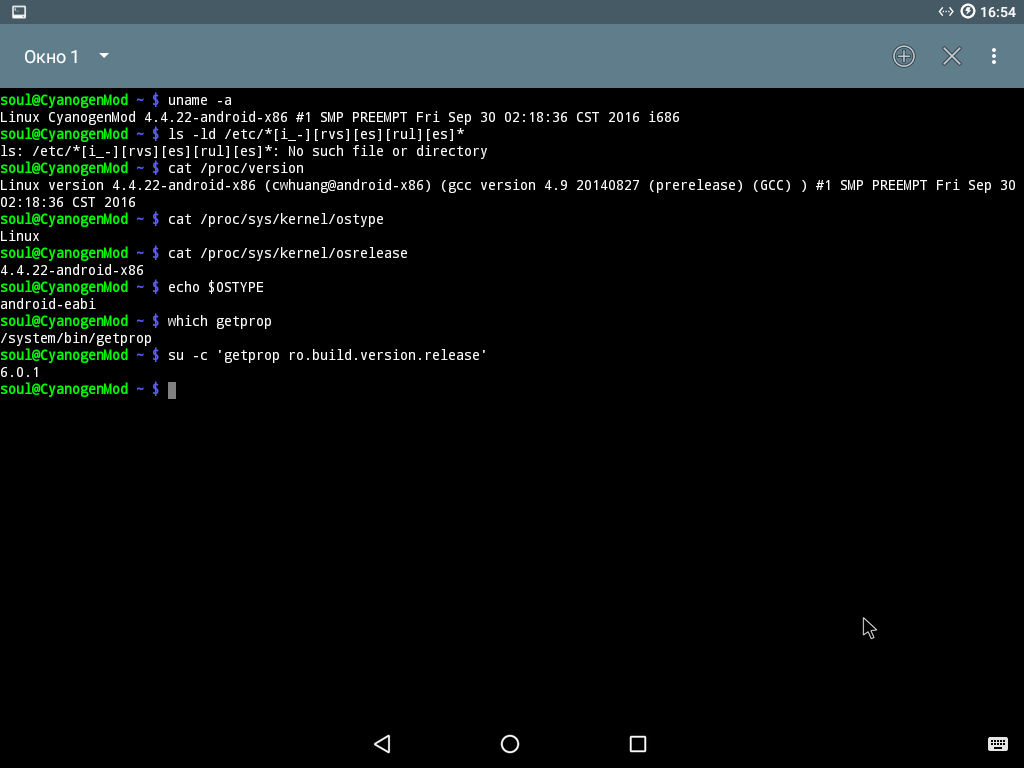 16:54
Окно 1
soul@CyanogenMod ~ $ uname -a
Linux CyanogenMod 4.4.22-android-x86 #1 SMP PREEMPT Fri Sep 30 02:18:36 CST 2016 i686
soul@CyanogenMod ~ $ ls -ld /etc/*[i_-][rvs][es][rul][es]*
ls: /etc/*[i_-][rvs][es][rul][es]*: No such file or directory
soul@CyanogenMod ~ $ cat /proc/version
Linux version 4.4.22-android-x86 (cwhuang@android-x86) (gcc version 4.9 20140827 (prerelease) (GCC) ) #1 SMP PREEMPT Fri Sep 30
02:18:36 CST 2016
soul@CyanogenMod ~ $ cat /proc/sys/kernel/ostype
Linux
soul@CyanogenMod ~ $ cat /proc/sys/kernel/osrelease
4.4.22-android-x86
soul@CyanogenMod ~ $ echo $OSTYPE
android-eabi
soul@CyanogenMod ~ $ which getprop
/system/bin/getprop
soul@CyanogenMod ~ $ su -c 'getprop ro.build.version.release'
6.0.1
soul@CyanogenMod ~ $